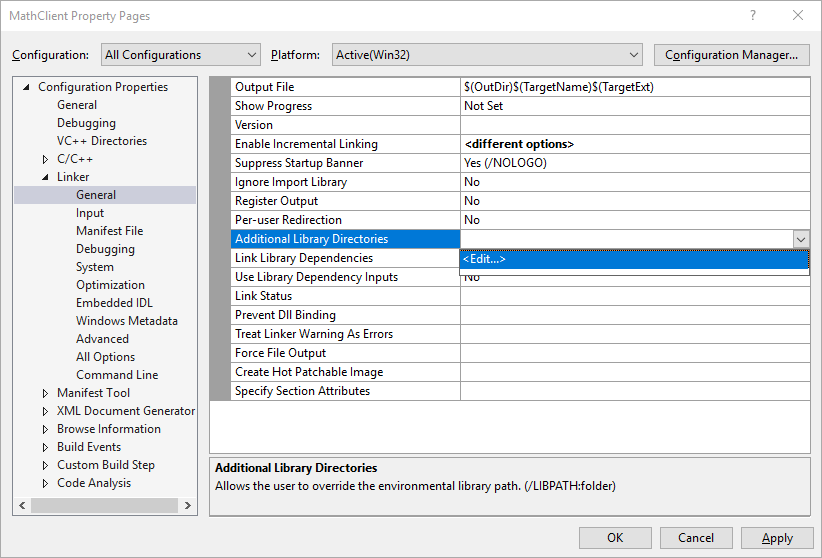 MathClient Property Pages
Configuration: All Configurations Platform: Active(Win32) Configuration Manager...
Configuration Properties
General
Debugging
VC++ Directories
C/C++
Linker
General
Input
Manifest File
Debugging
System
Optimization
Embedded IDL
Windows Metadata
Advanced
All Options
Command Line
Manifest Tool
XML Document Generator
Browse Information
Build Events
Custom Build Step
Code Analysis
Output File $(OutDir)$(TargetName)$(TargetExt)
Show Progress Not Set
Version
Enable Incremental Linking <different options>
Suppress Startup Banner Yes (/NOLOGO)
Ignore Import Library No
Register Output No
Per-user Redirection No
Additional Library Directories
Link Library Dependencies <Edit...>
Use Library Dependency Inputs No
Link Status
Prevent Dll Binding
Treat Linker Warning As Errors
Force File Output
Create Hot Patchable Image
Specify Section Attributes
Additional Library Directories
Allows the user to override the environmental library path. (/LIBPATH:folder)
OK Cancel Apply